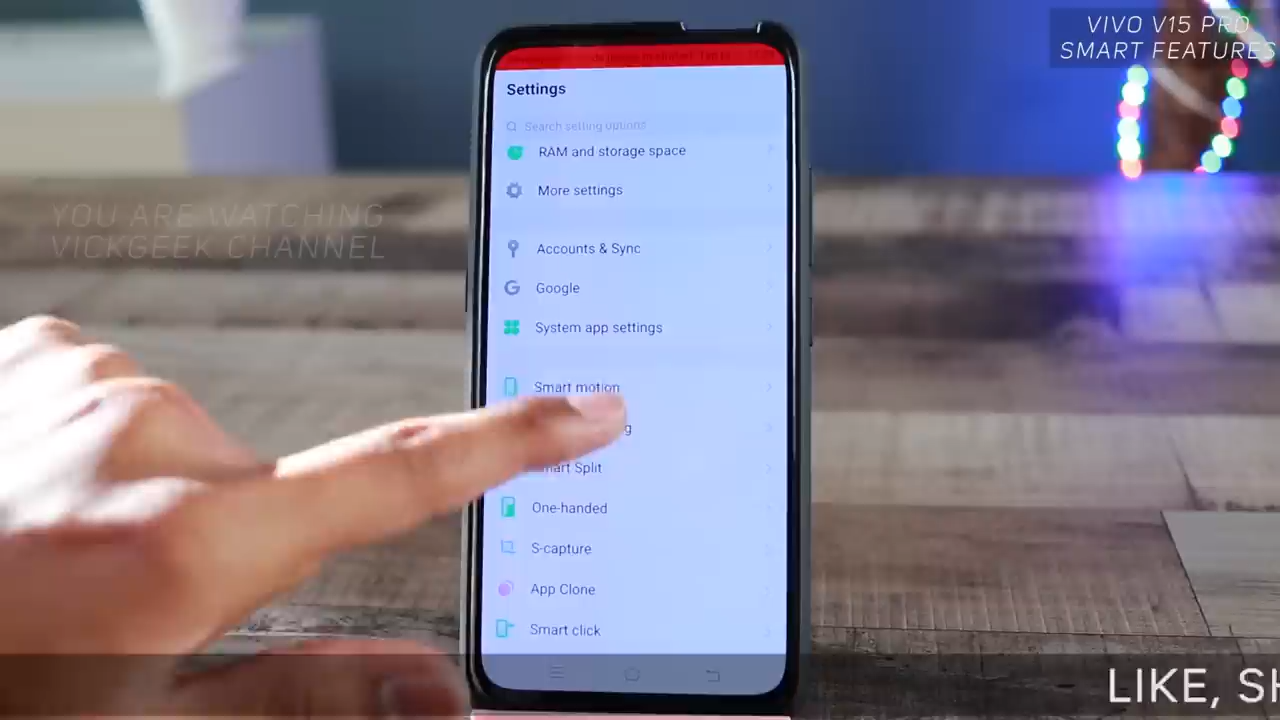 VIVO V15 PRO
SMART FEATURES
Settings
Search setting options
RAM and storage space
More settings
YOU ARE WATCHING
VICKGEEK CHANNEL
Accounts & Sync
Google
System app settings
Smart motion
Split
One-handed
S-capture
App Clone
Smart click
LIKE,